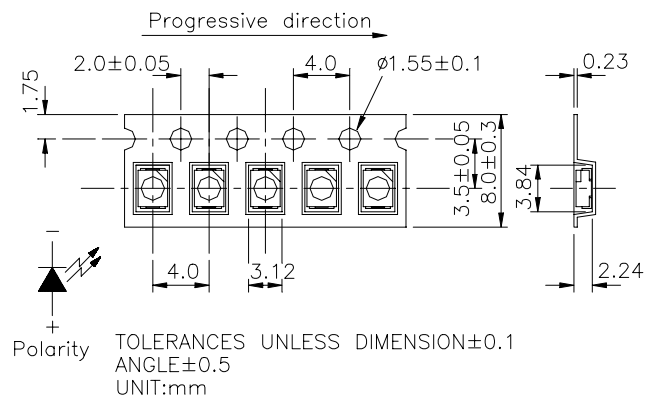 Progressive direction
2.0±0.05
4.0
ø1.55±0.1
0.23
1.75
3.5±0.05
8.0±0.3
3.84
4.0
3.12
2.24
−
+
Polarity
TOLERANCES UNLESS DIMENSION±0.1
ANGLE±0.5
UNIT:mm